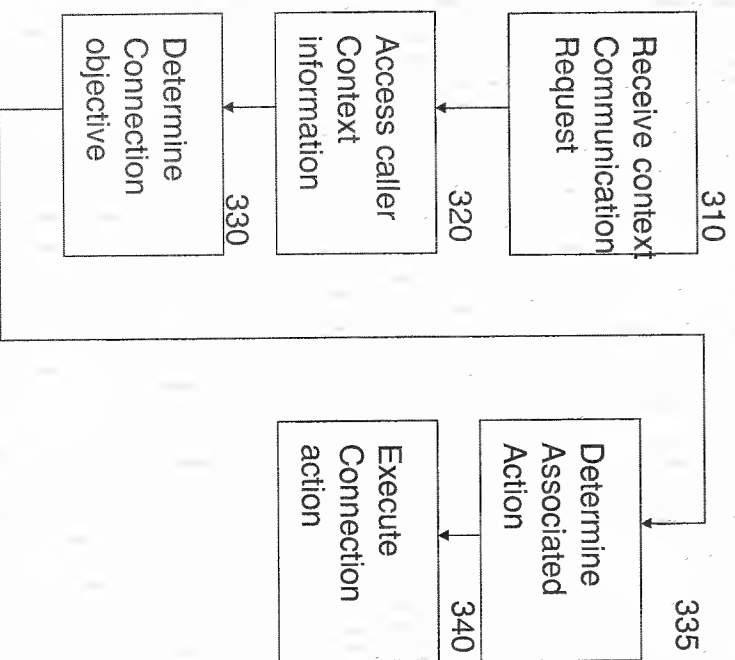 310
Receive context
Communication
Request
320
Access caller
Context
information
330
Determine
Connection
objective
335
Determine
Associated
Action
340
Execute
Connection
action